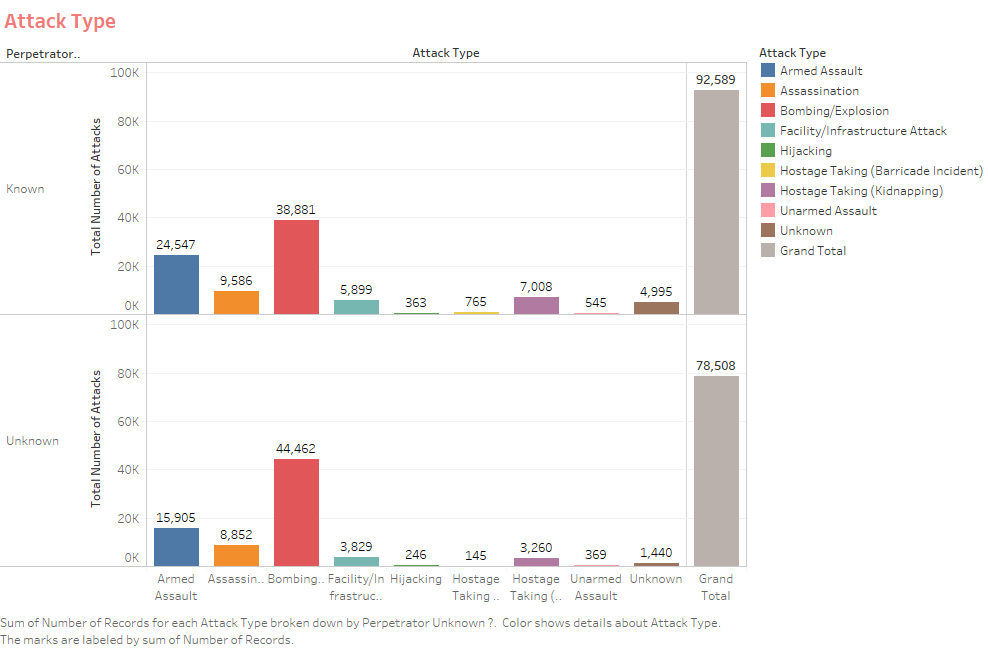 Attack Type
Perpetrator..
Attack Type
100K
80K
60K
40K
20K
0K
Total Number of Attacks
Known
24,547
9,586
38,881
5,899
363
765
7,008
545
4,995
92,589
100K
80K
60K
40K
20K
0K
Total Number of Attacks
Unknown
15,905
8,852
44,462
3,829
246
145
3,260
369
1,440
78,508
Armed
Assault
Assassin..
Bombing..
Facility/In
frastruc..
Hijacking
Hostage
Taking ..
Hostage
Taking (..
Unarmed
Assault
Unknown
Grand
Total
Attack Type
Armed Assault
Assassination
Bombing/Explosion
Facility/Infrastructure Attack
Hijacking
Hostage Taking (Barricade Incident)
Hostage Taking (Kidnapping)
Unarmed Assault
Unknown
Grand Total
Sum of Number of Records for each Attack Type broken down by Perpetrator Unknown ?.  Color shows details about Attack Type.
The marks are labeled by sum of Number of Records.